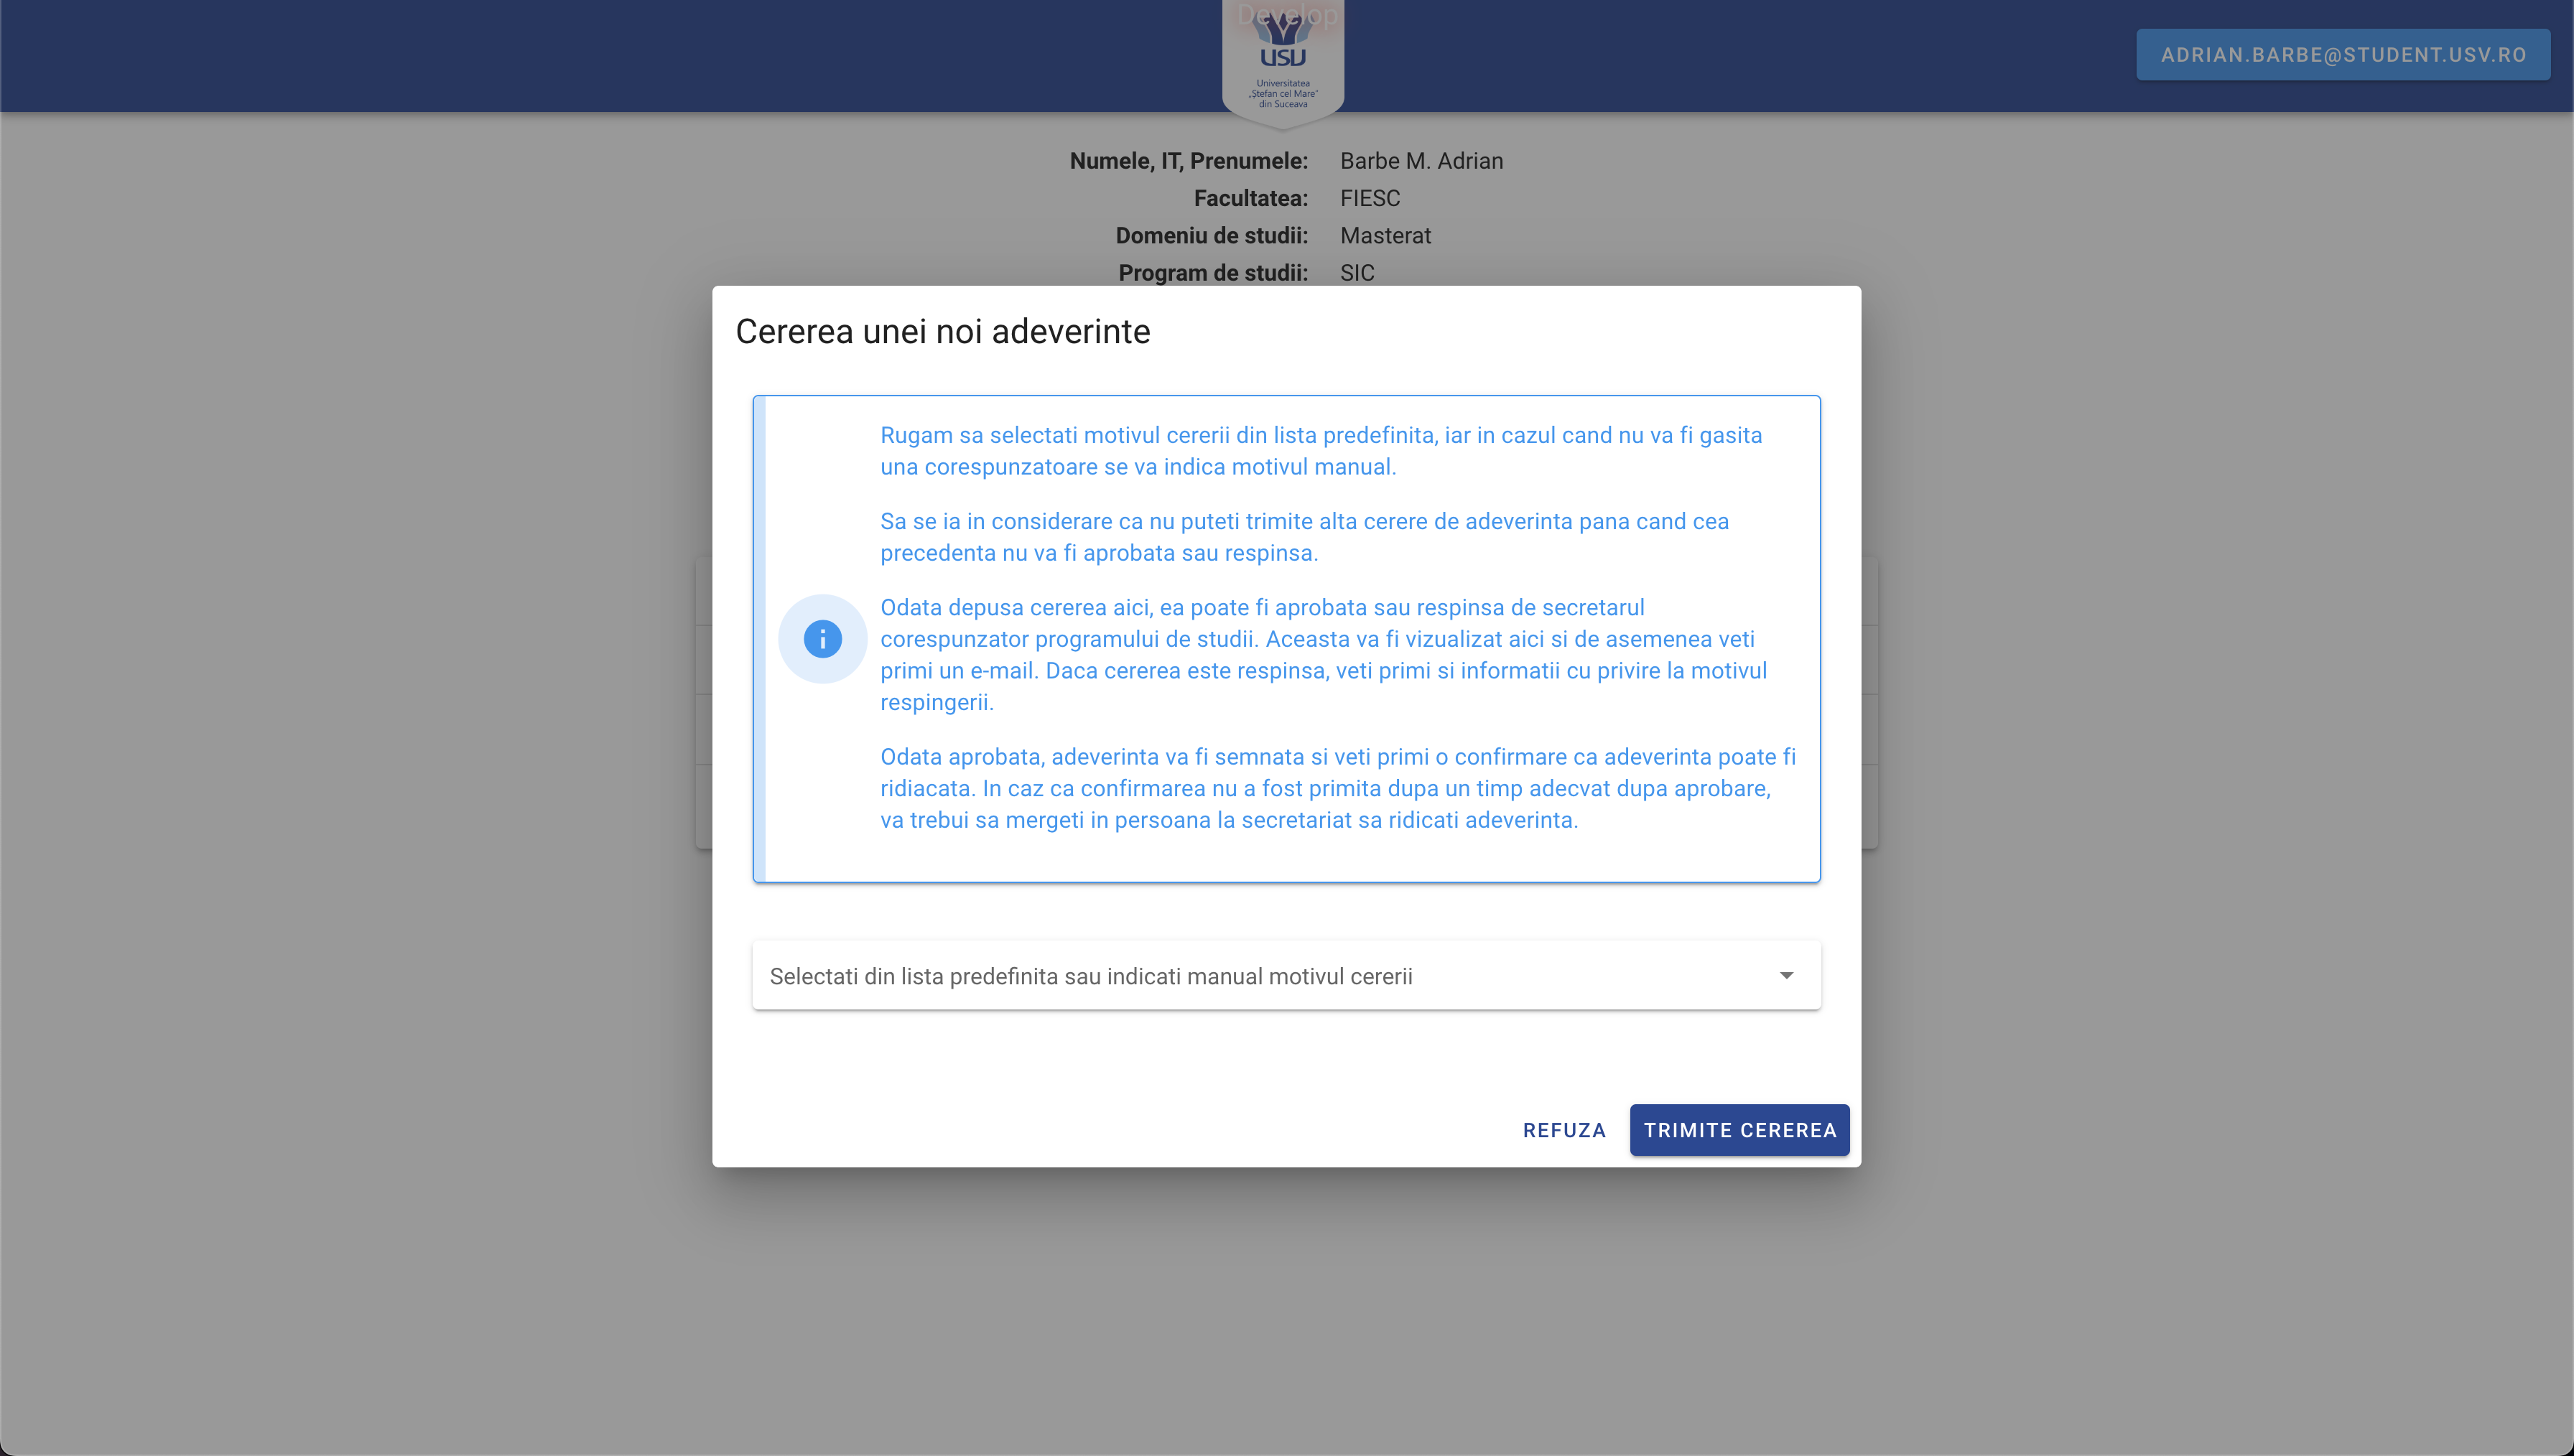 Develop
USU
Universitatea
„Ștefan cel Mare”
din Suceava
ADRIAN.BARBE@STUDENT.USV.RO
Numele, IT, Prenumele: Barbe M. Adrian
Facultatea: FIESC
Domeniu de studii: Masterat
Program de studii: SIC
Cererea unei noi adeverinte
Rugam sa selectati motivul cererii din lista predefinita, iar in cazul cand nu va fi gasita
una corespunzatoare se va indica motivul manual.
Sa se ia in considerare ca nu puteti trimite alta cerere de adeverinta pana cand cea
precedenta nu va fi aprobata sau respinsa.
Odata depusa cererea aici, ea poate fi aprobata sau respinsa de secretarul
corespunzator programului de studii. Aceasta va fi vizualizat aici si de asemenea veti
primi un e-mail. Daca cererea este respinsa, veti primi si informatii cu privire la motivul
respingerii.
Odata aprobata, adeverinta va fi semnata si veti primi o confirmare ca adeverinta poate fi
ridiacata. In caz ca confirmarea nu a fost primita dupa un timp adecvat dupa aprobare,
va trebui sa mergeti in persoana la secretariat sa ridicati adeverinta.
Selectati din lista predefinita sau indicati manual motivul cererii
REFUZA
TRIMITE CEREREA